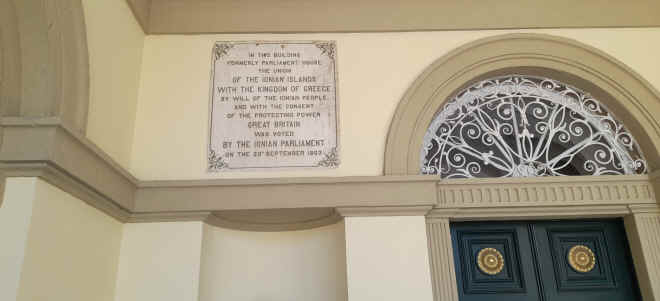 IN THIS BUILDING
FORMERLY PARLIAMENT HOUSE
THE UNION
OF THE IONIAN ISLANDS
WITH THE KINGDOM OF GREECE
BY WILL OF THE IONIAN PEOPLE
AND WITH THE CONSENT
OF THE PROTECTING POWER
GREAT BRITAIN
WAS VOTED
BY THE IONIAN PARLIAMENT
ON THE 23RD SEPTEMBER 1863